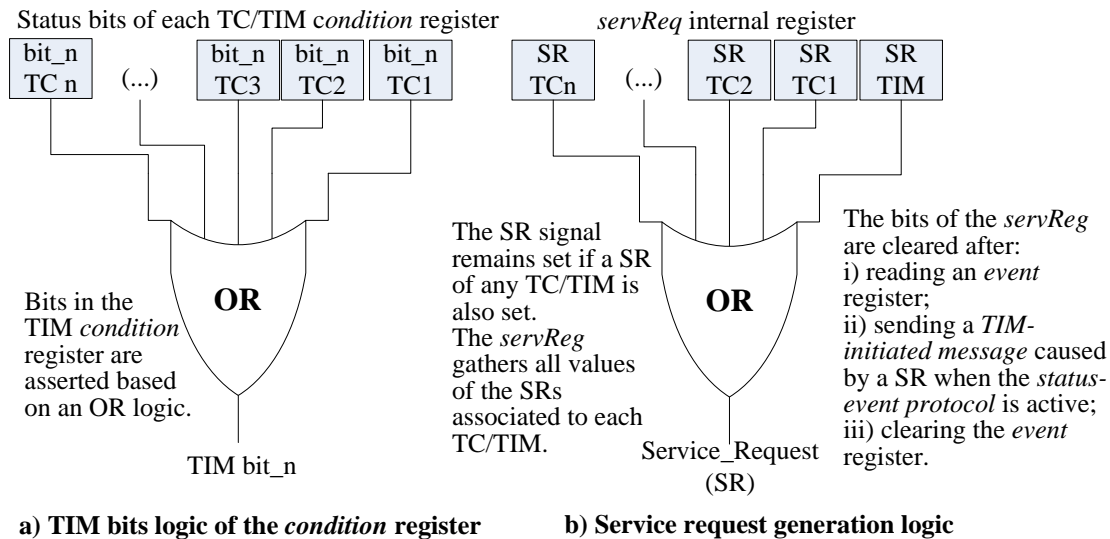 Status bits of each TC/TIM condition register
bit_n
TC n
(...)
bit_n
TC3
bit_n
TC2
bit_n
TC1
OR
Bits in the
TIM condition
register are
asserted based
on an OR logic.
TIM bit_n
a) TIM bits logic of the condition register
servReq internal register
SR
TCn
(...)
SR
TC2
SR
TC1
SR
TIM
The SR signal
remains set if a SR
of any TC/TIM is
also set.
The servReg
gathers all values
of the SRs
associated to each
TC/TIM.
OR
The bits of the servReg
are cleared after:
i) reading an event
register;
ii) sending a TIM-
initiated message caused
by a SR when the status-
event protocol is active;
iii) clearing the event
register.
Service_Request
(SR)
b) Service request generation logic